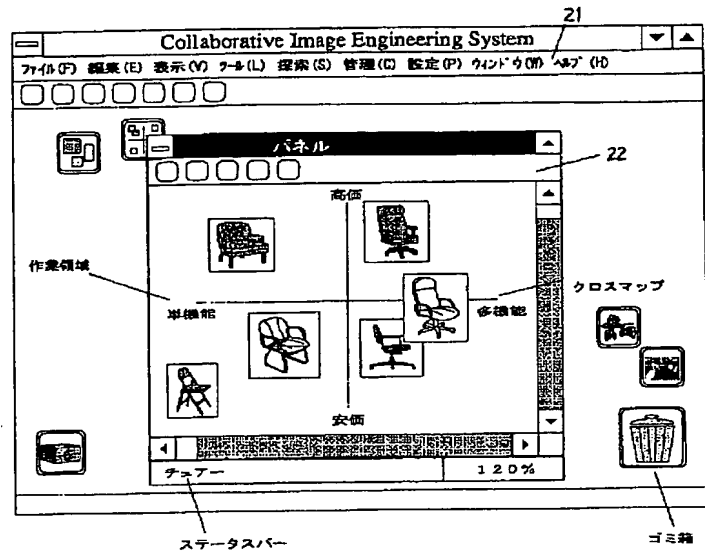 21
Collaborative Image Engineering System
ファイル(F) 編集(E) 表示(V) ツール(L) 探索(S) 管理(C) 設定(P) ウィンドウ(W) ヘルプ(H)
パネル
22
高価
作業領域
クロスマップ
単機能
多機能
安価
チェアー
120%
ステータスバー
ゴミ箱